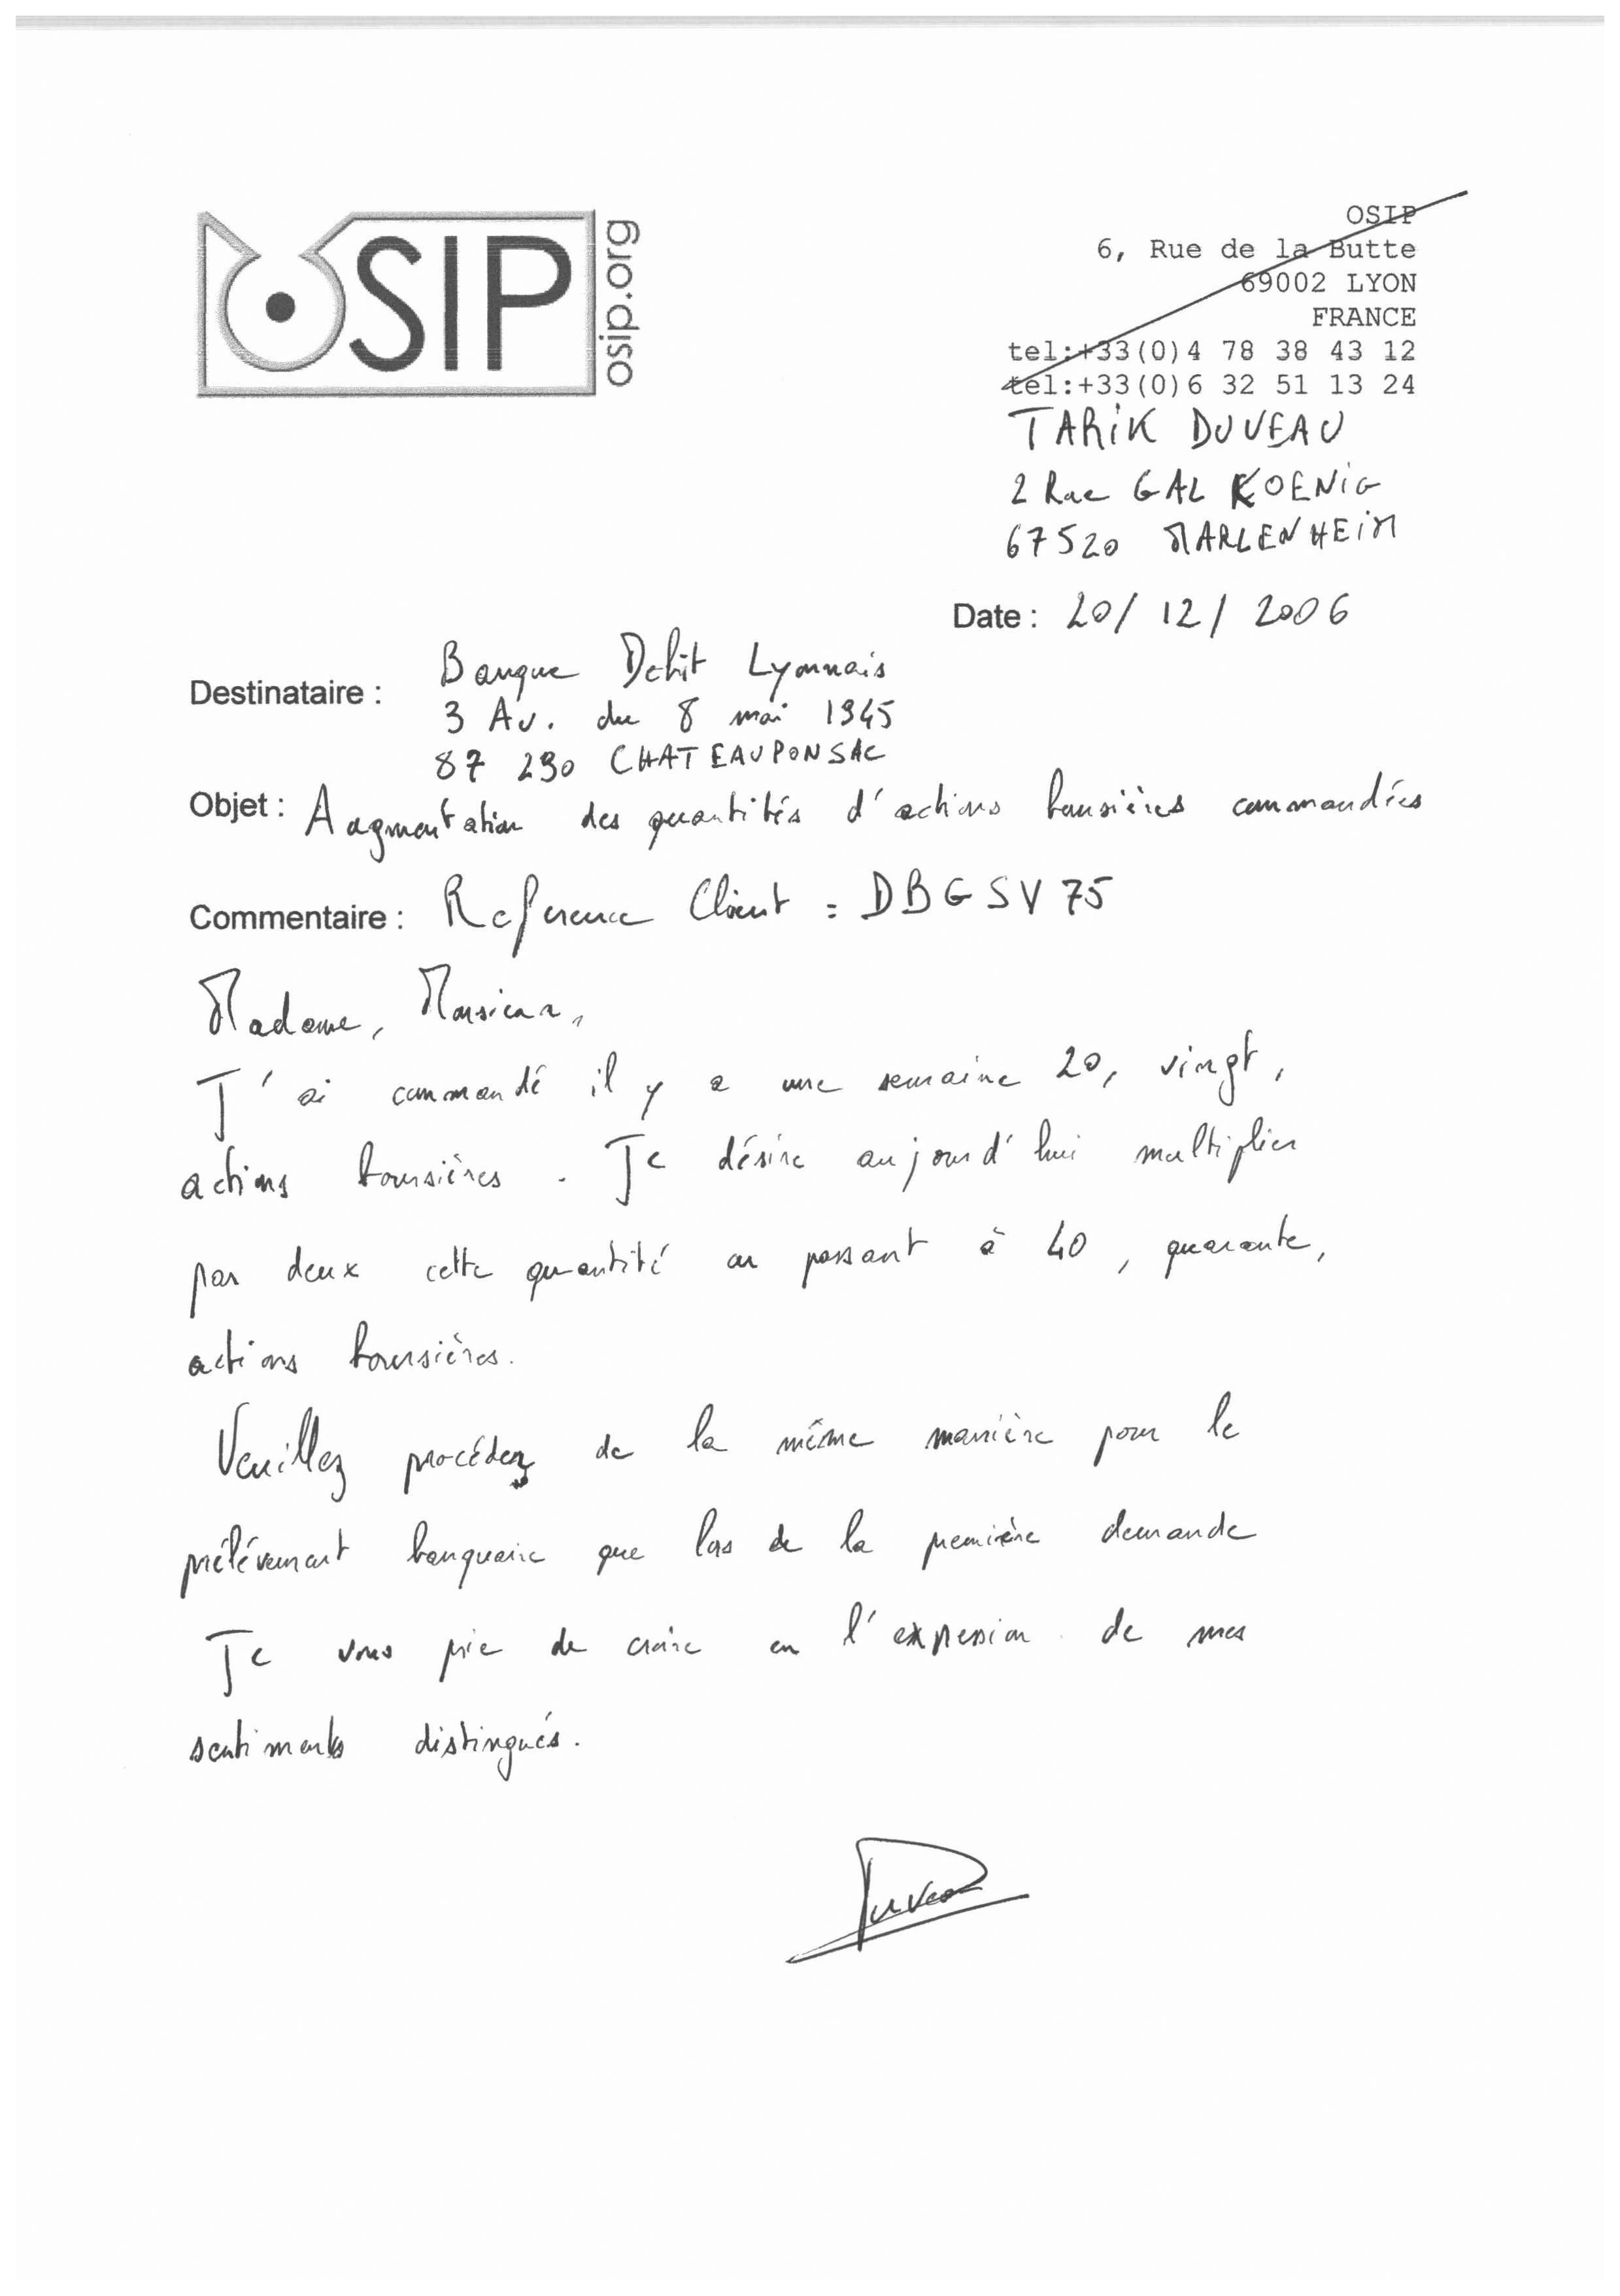 OSIP
osip.org
OSIP
6, Rue de la Butte
69002 LYON
FRANCE
tel:+33(0)4 78 38 43 12
tel:+33(0)6 32 51 13 24
TARIK DUVEAU
2 Rue GAL KOENIG
67520 MARLENHEIM
Date : 20/12/2006
Destinataire : Banque Debit Lyonnais
3 Av. du 8 mai 1945
87 290 CHATEAUPONSAC
Objet : Augmentation des quantités d'actions boursières commandées
Commentaire : Reference Client : DBGSV75
Madame, Monsieur,
J'ai commandé il y a une semaine 20, vingt,
actions boursières. Je désire aujourd'hui multiplier
par deux cette quantité en passant à 40, quarante,
actions boursières.
Veuillez procéder de la même manière pour le
prélévement banquaire que lors de la première demande
Je vous prie de croire en l'expression de mes
sentiments distingués.
Duveau